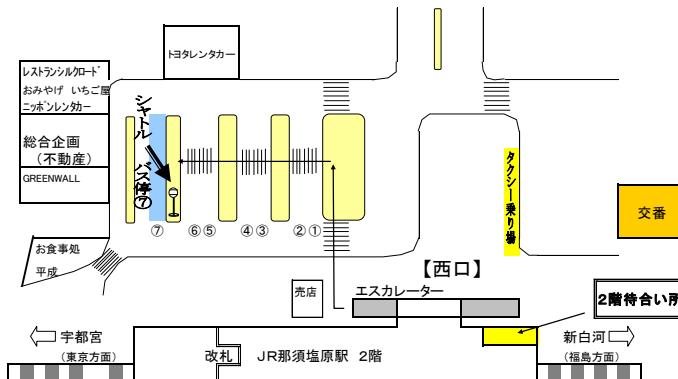 トヨタレンタカー
レストランシルクロード
おみやげ いちご屋
ニッポンレンタカー
総合企画
(不動産)
GREENWALL
お食事処
平成
シャトル バス停⑦
⑦
⑥⑤
④③
②①
タクシー乗り場
交番
【西口】
売店
エスカレーター
2階待合い所
宇都宮
(東京方面)
改札
JR那須塩原駅 2階
新白河
(福島方面)